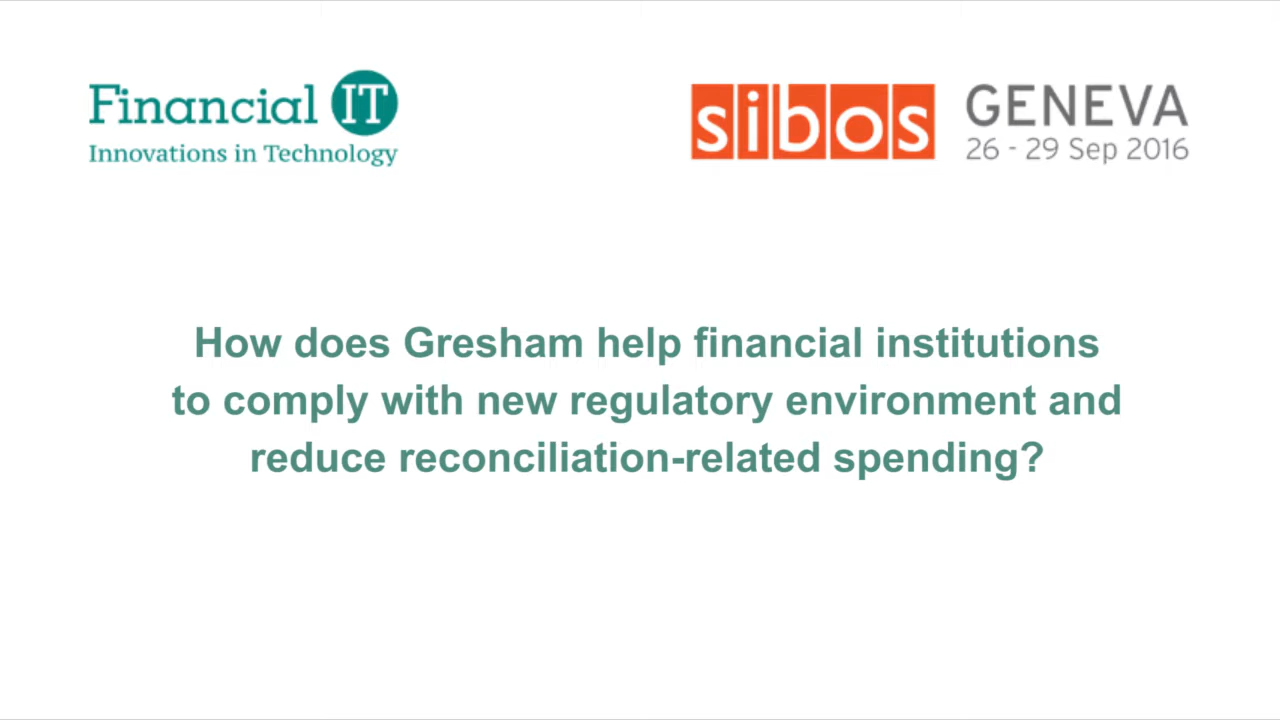 Financial IT
Innovations in Technology
sibos
GENEVA
26 - 29 Sep 2016
How does Gresham help financial institutions
to comply with new regulatory environment and
reduce reconciliation-related spending?